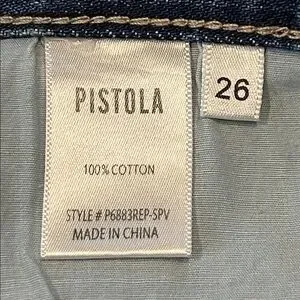 PISTOLA
26
100% COTTON
STYLE # P6883REP-SPV
MADE IN CHINA